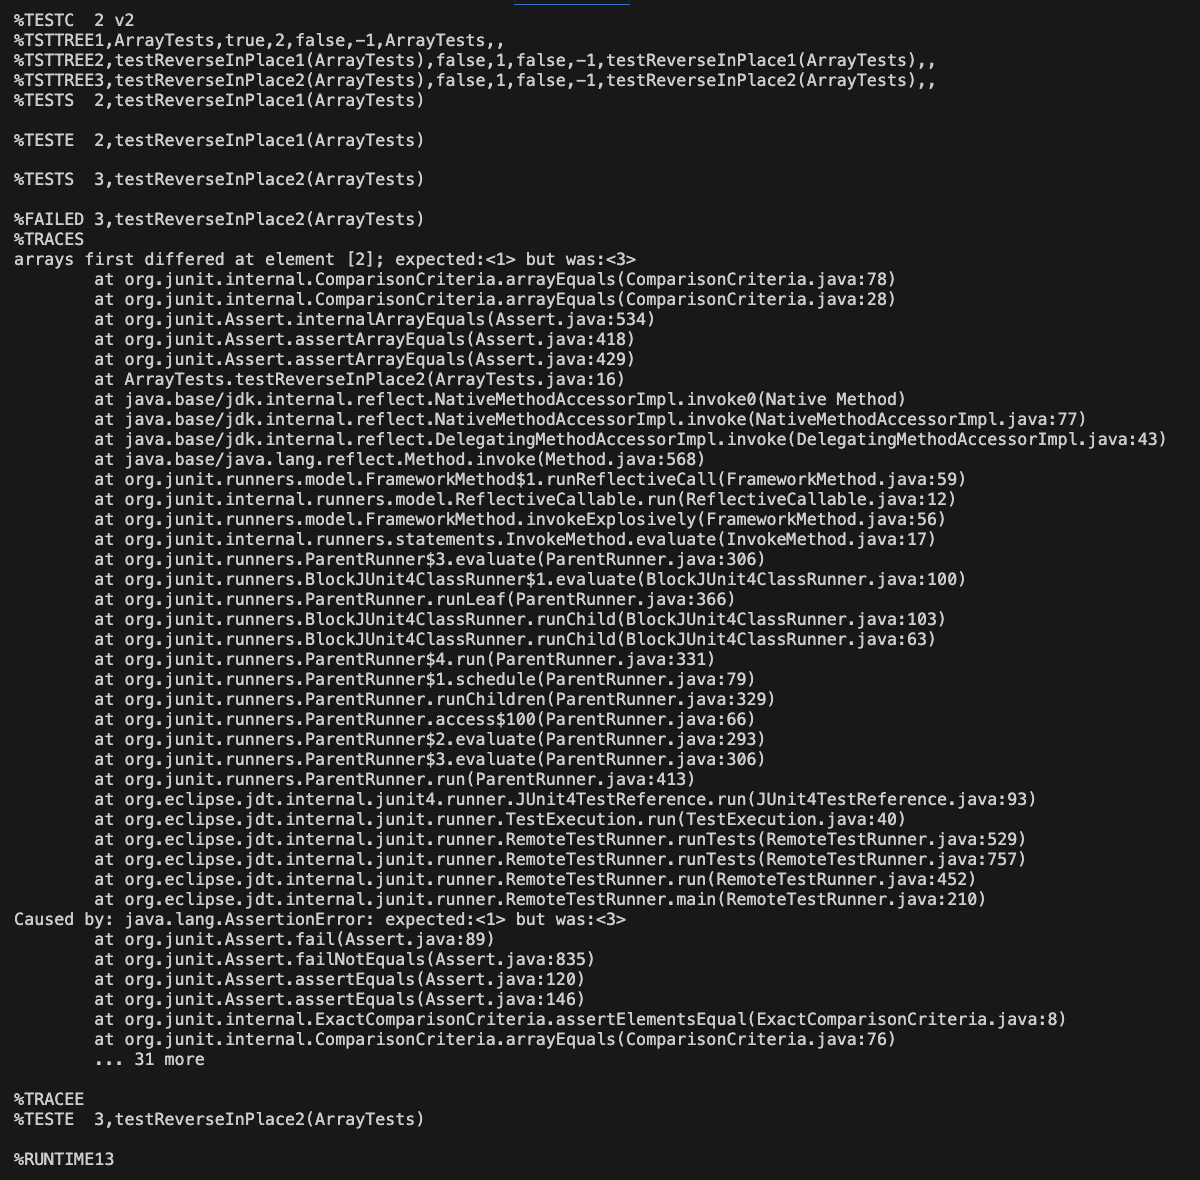 %TESTC  2 v2
%TSTTREE1,ArrayTests,true,2,false,-1,ArrayTests,,
%TSTTREE2,testReverseInPlace1(ArrayTests),false,1,false,-1,testReverseInPlace1(ArrayTests),,
%TSTTREE3,testReverseInPlace2(ArrayTests),false,1,false,-1,testReverseInPlace2(ArrayTests),,
%TESTS  2,testReverseInPlace1(ArrayTests)
%TESTE  2,testReverseInPlace1(ArrayTests)
%TESTS  3,testReverseInPlace2(ArrayTests)
%FAILED 3,testReverseInPlace2(ArrayTests)
%TRACES
arrays first differed at element [2]; expected:<1> but was:<3>
        at org.junit.internal.ComparisonCriteria.arrayEquals(ComparisonCriteria.java:78)
        at org.junit.internal.ComparisonCriteria.arrayEquals(ComparisonCriteria.java:28)
        at org.junit.Assert.internalArrayEquals(Assert.java:534)
        at org.junit.Assert.assertArrayEquals(Assert.java:418)
        at org.junit.Assert.assertArrayEquals(Assert.java:429)
        at ArrayTests.testReverseInPlace2(ArrayTests.java:16)
        at java.base/jdk.internal.reflect.NativeMethodAccessorImpl.invoke0(Native Method)
        at java.base/jdk.internal.reflect.NativeMethodAccessorImpl.invoke(NativeMethodAccessorImpl.java:77)
        at java.base/jdk.internal.reflect.DelegatingMethodAccessorImpl.invoke(DelegatingMethodAccessorImpl.java:43)
        at java.base/java.lang.reflect.Method.invoke(Method.java:568)
        at org.junit.runners.model.FrameworkMethod$1.runReflectiveCall(FrameworkMethod.java:59)
        at org.junit.internal.runners.model.ReflectiveCallable.run(ReflectiveCallable.java:12)
        at org.junit.runners.model.FrameworkMethod.invokeExplosively(FrameworkMethod.java:56)
        at org.junit.internal.runners.statements.InvokeMethod.evaluate(InvokeMethod.java:17)
        at org.junit.runners.ParentRunner$3.evaluate(ParentRunner.java:306)
        at org.junit.runners.BlockJUnit4ClassRunner$1.evaluate(BlockJUnit4ClassRunner.java:100)
        at org.junit.runners.ParentRunner.runLeaf(ParentRunner.java:366)
        at org.junit.runners.BlockJUnit4ClassRunner.runChild(BlockJUnit4ClassRunner.java:103)
        at org.junit.runners.BlockJUnit4ClassRunner.runChild(BlockJUnit4ClassRunner.java:63)
        at org.junit.runners.ParentRunner$4.run(ParentRunner.java:331)
        at org.junit.runners.ParentRunner$1.schedule(ParentRunner.java:79)
        at org.junit.runners.ParentRunner.runChildren(ParentRunner.java:329)
        at org.junit.runners.ParentRunner.access$100(ParentRunner.java:66)
        at org.junit.runners.ParentRunner$2.evaluate(ParentRunner.java:293)
        at org.junit.runners.ParentRunner$3.evaluate(ParentRunner.java:306)
        at org.junit.runners.ParentRunner.run(ParentRunner.java:413)
        at org.eclipse.jdt.internal.junit4.runner.JUnit4TestReference.run(JUnit4TestReference.java:93)
        at org.eclipse.jdt.internal.junit.runner.TestExecution.run(TestExecution.java:40)
        at org.eclipse.jdt.internal.junit.runner.RemoteTestRunner.runTests(RemoteTestRunner.java:529)
        at org.eclipse.jdt.internal.junit.runner.RemoteTestRunner.runTests(RemoteTestRunner.java:757)
        at org.eclipse.jdt.internal.junit.runner.RemoteTestRunner.run(RemoteTestRunner.java:452)
        at org.eclipse.jdt.internal.junit.runner.RemoteTestRunner.main(RemoteTestRunner.java:210)
Caused by: java.lang.AssertionError: expected:<1> but was:<3>
        at org.junit.Assert.fail(Assert.java:89)
        at org.junit.Assert.failNotEquals(Assert.java:835)
        at org.junit.Assert.assertEquals(Assert.java:120)
        at org.junit.Assert.assertEquals(Assert.java:146)
        at org.junit.internal.ExactComparisonCriteria.assertElementsEqual(ExactComparisonCriteria.java:8)
        at org.junit.internal.ComparisonCriteria.arrayEquals(ComparisonCriteria.java:76)
        ... 31 more
%TRACEE
%TESTE  3,testReverseInPlace2(ArrayTests)
%RUNTIME13